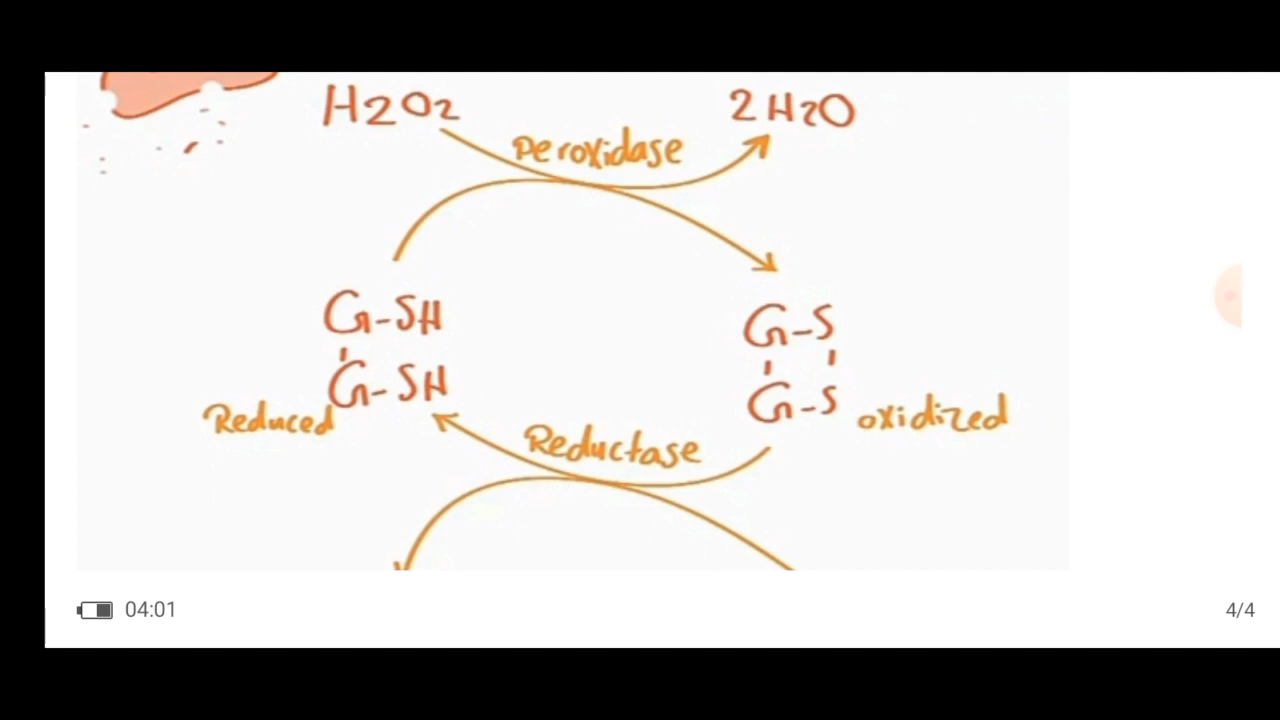 H2O2
2H2O
Peroxidase
G-SH
G-S
G-SH
G-S
Reduced
oxidized
Reductase
04:01
4/4